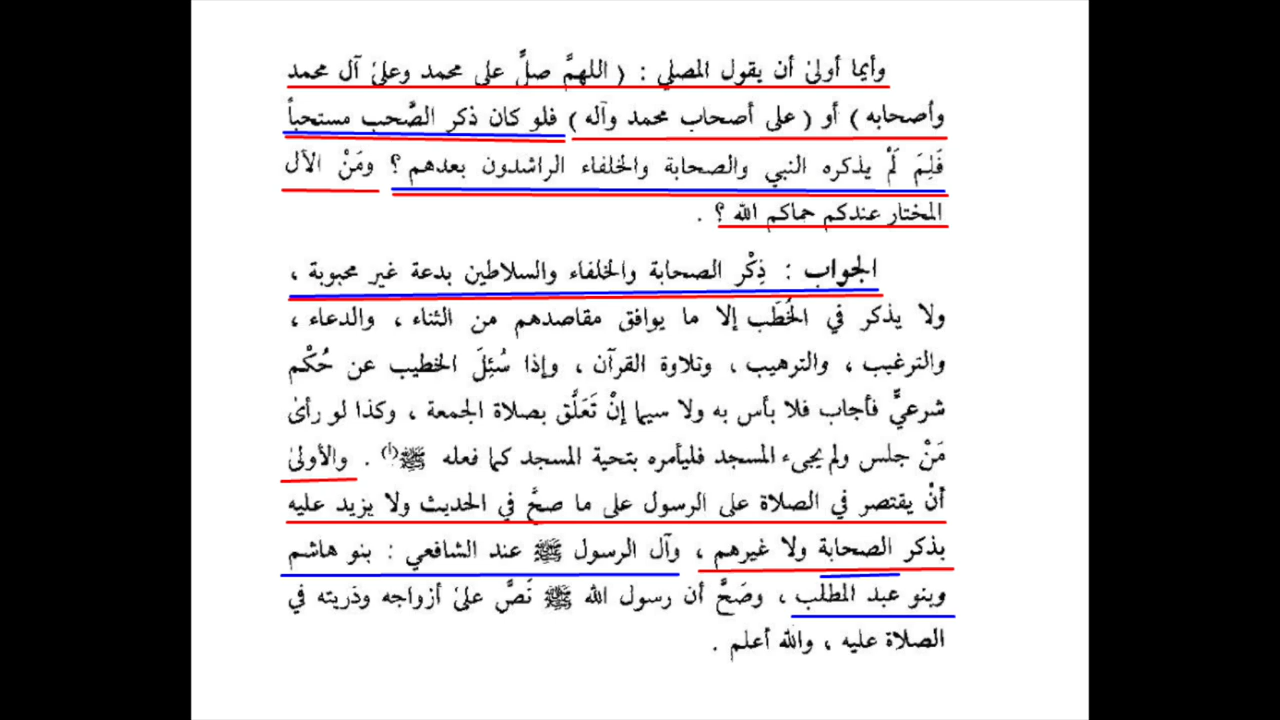 وأيما أولىٰ أن يقول المصلي : ( اللهمَّ صلِّ على محمد وعلىٰ آل محمد
وأصحابه ) أو ( على أصحاب محمد وآله ) فلو كان ذكر الصَّحب مستحباً
فَلِمَ لَمْ يذكره النبي والصحابة والخلفاء الراشدون بعدهم ؟ ومَنْ الآل
المختار عندكم حماكم الله ؟ .
الجواب : ذِكْر الصحابة والخلفاء والسلاطين بدعة غير محبوبة ،
ولا يذكر في الخُطَب إلا ما يوافق مقاصدهم من الثناء ، والدعاء ،
والترغيب ، والترهيب ، وتلاوة القرآن ، وإذا سُئِلَ الخطيب عن حُكْم
شرعيٍّ فأجاب فلا بأس به ولا سيما إنْ تَعَلَّق بصلاة الجمعة ، وكذا لو رأىٰ
مَنْ جلس ولم يجيء المسجد فليأمره بتحية المسجد كما فعله ﷺ(١) . والأولىٰ
أنْ يقتصر في الصلاة على الرسول على ما صحَّ في الحديث ولا يزيد عليه
بذكر الصحابة ولا غيرهم ، وآل الرسول ﷺ عند الشافعي : بنو هاشم
وبنو عبد المطلب ، وصَحَّ أن رسول الله ﷺ نَصَّ علىٰ أزواجه وذريته في
الصلاة عليه ، والله أعلم .